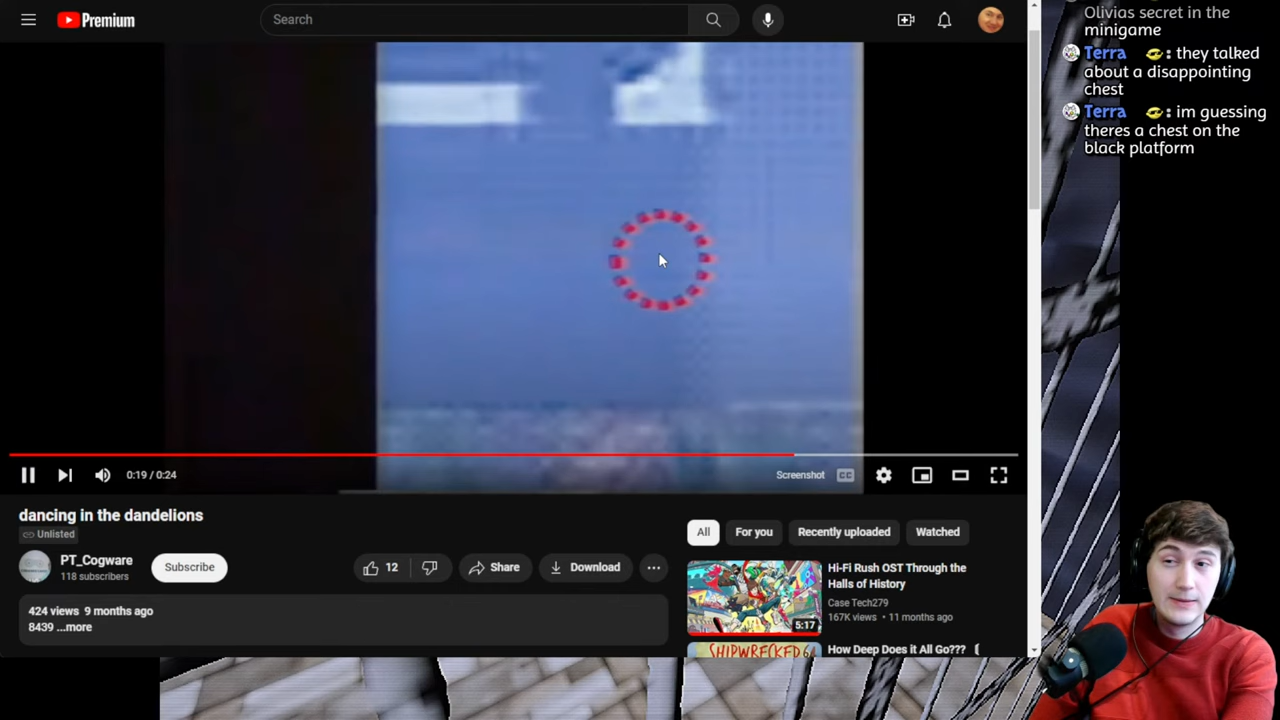 Premium
Search
Olivias secret in the
minigame
Terra : they talked
about a disappointing
chest
Terra : im guessing
theres a chest on the
black platform
0:19 / 0:24
Screenshot
CC
dancing in the dandelions
Unlisted
PT_Cogware
118 subscribers
Subscribe
12
Share
Download
424 views 9 months ago
8439 ...more
All
For you
Recently uploaded
Watched
Hi-Fi Rush OST Through the
Halls of History
Case Tech279
167K views • 11 months ago
5:17
SHIPWRECKED 64
How Deep Does it All Go??? (